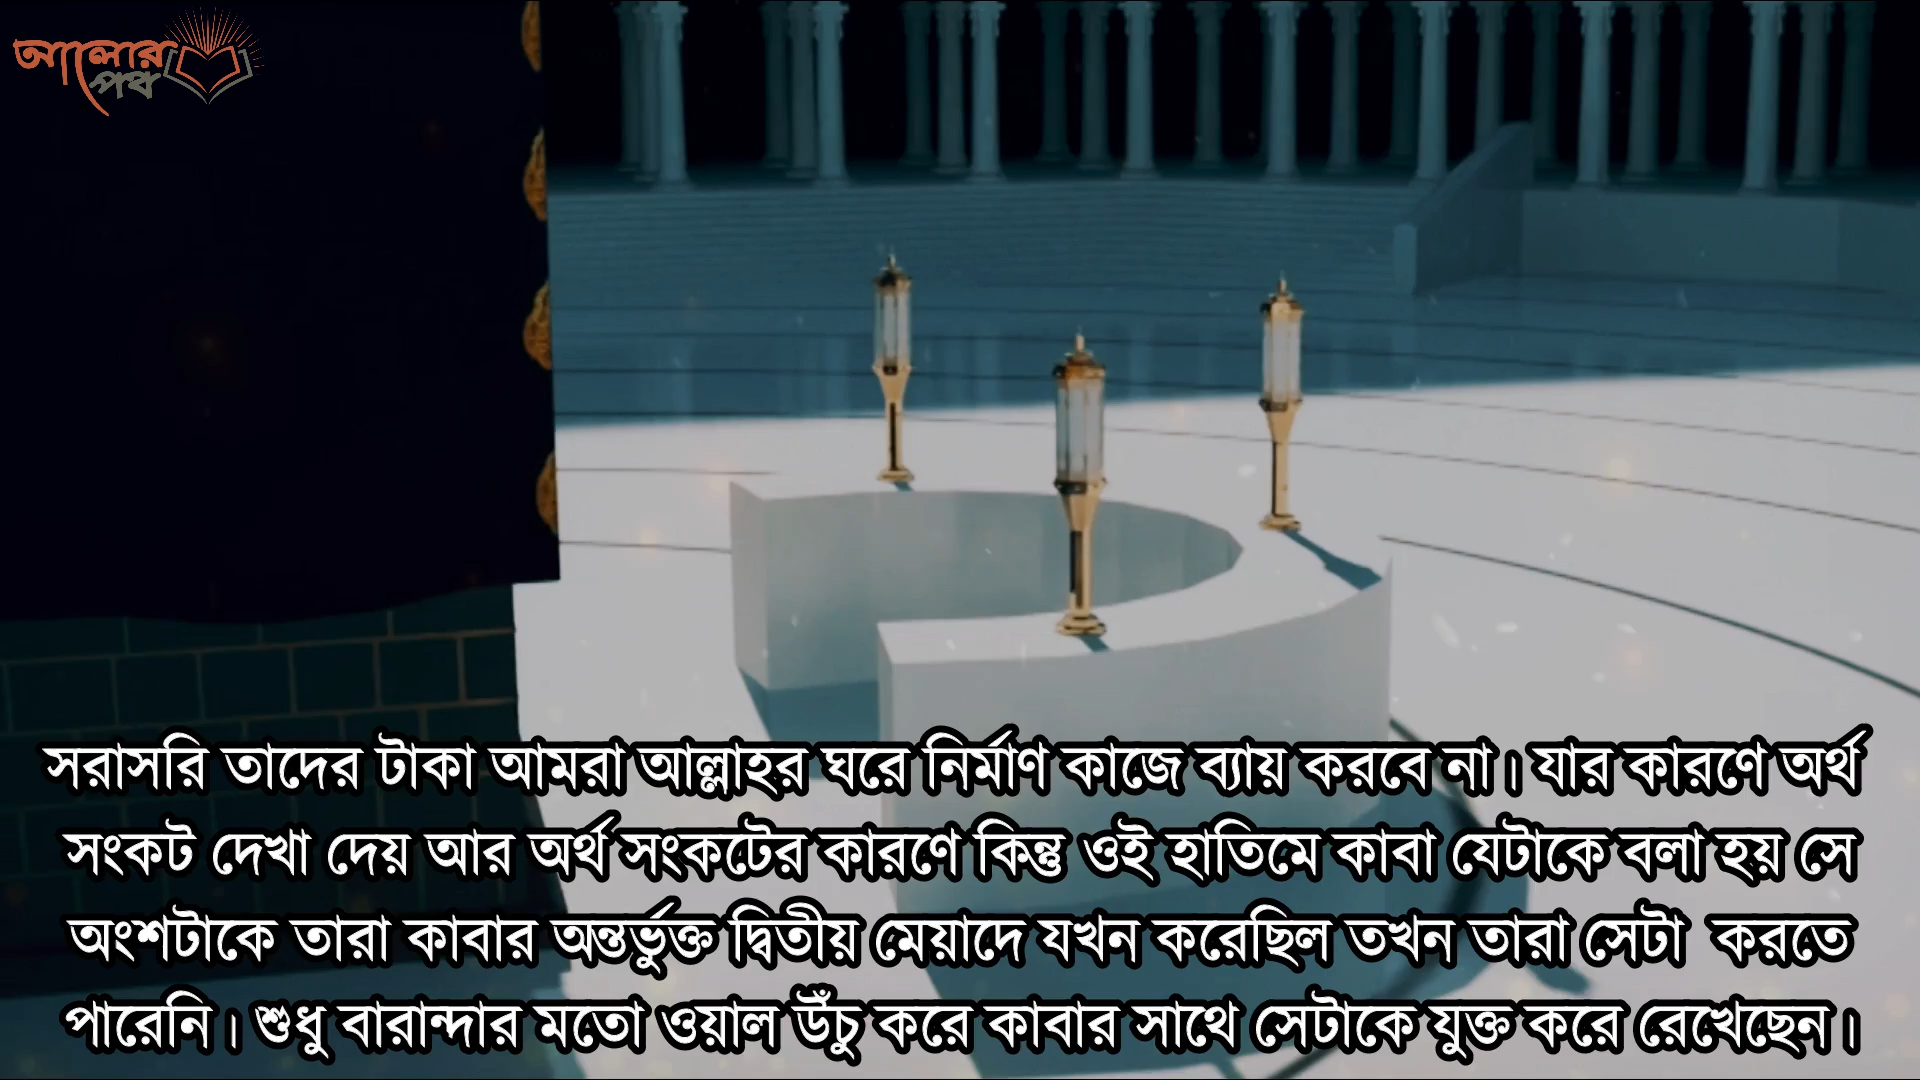 আলোর
পথ
সরাসরি তাদের টাকা আমরা আল্লাহর ঘরে নির্মাণ কাজে ব্যায় করবে না। যার কারণে অর্থ
সংকট দেখা দেয় আর অর্থ সংকটের কারণে কিন্তু ওই হাতিমে কাবা যেটাকে বলা হয় সে
অংশটাকে তারা কাবার অন্তর্ভুক্ত দ্বিতীয় মেয়াদে যখন করেছিল তখন তারা সেটা করতে
পারেনি। শুধু বারান্দার মতো ওয়াল উঁচু করে কাবার সাথে সেটাকে যুক্ত করে রেখেছেন।